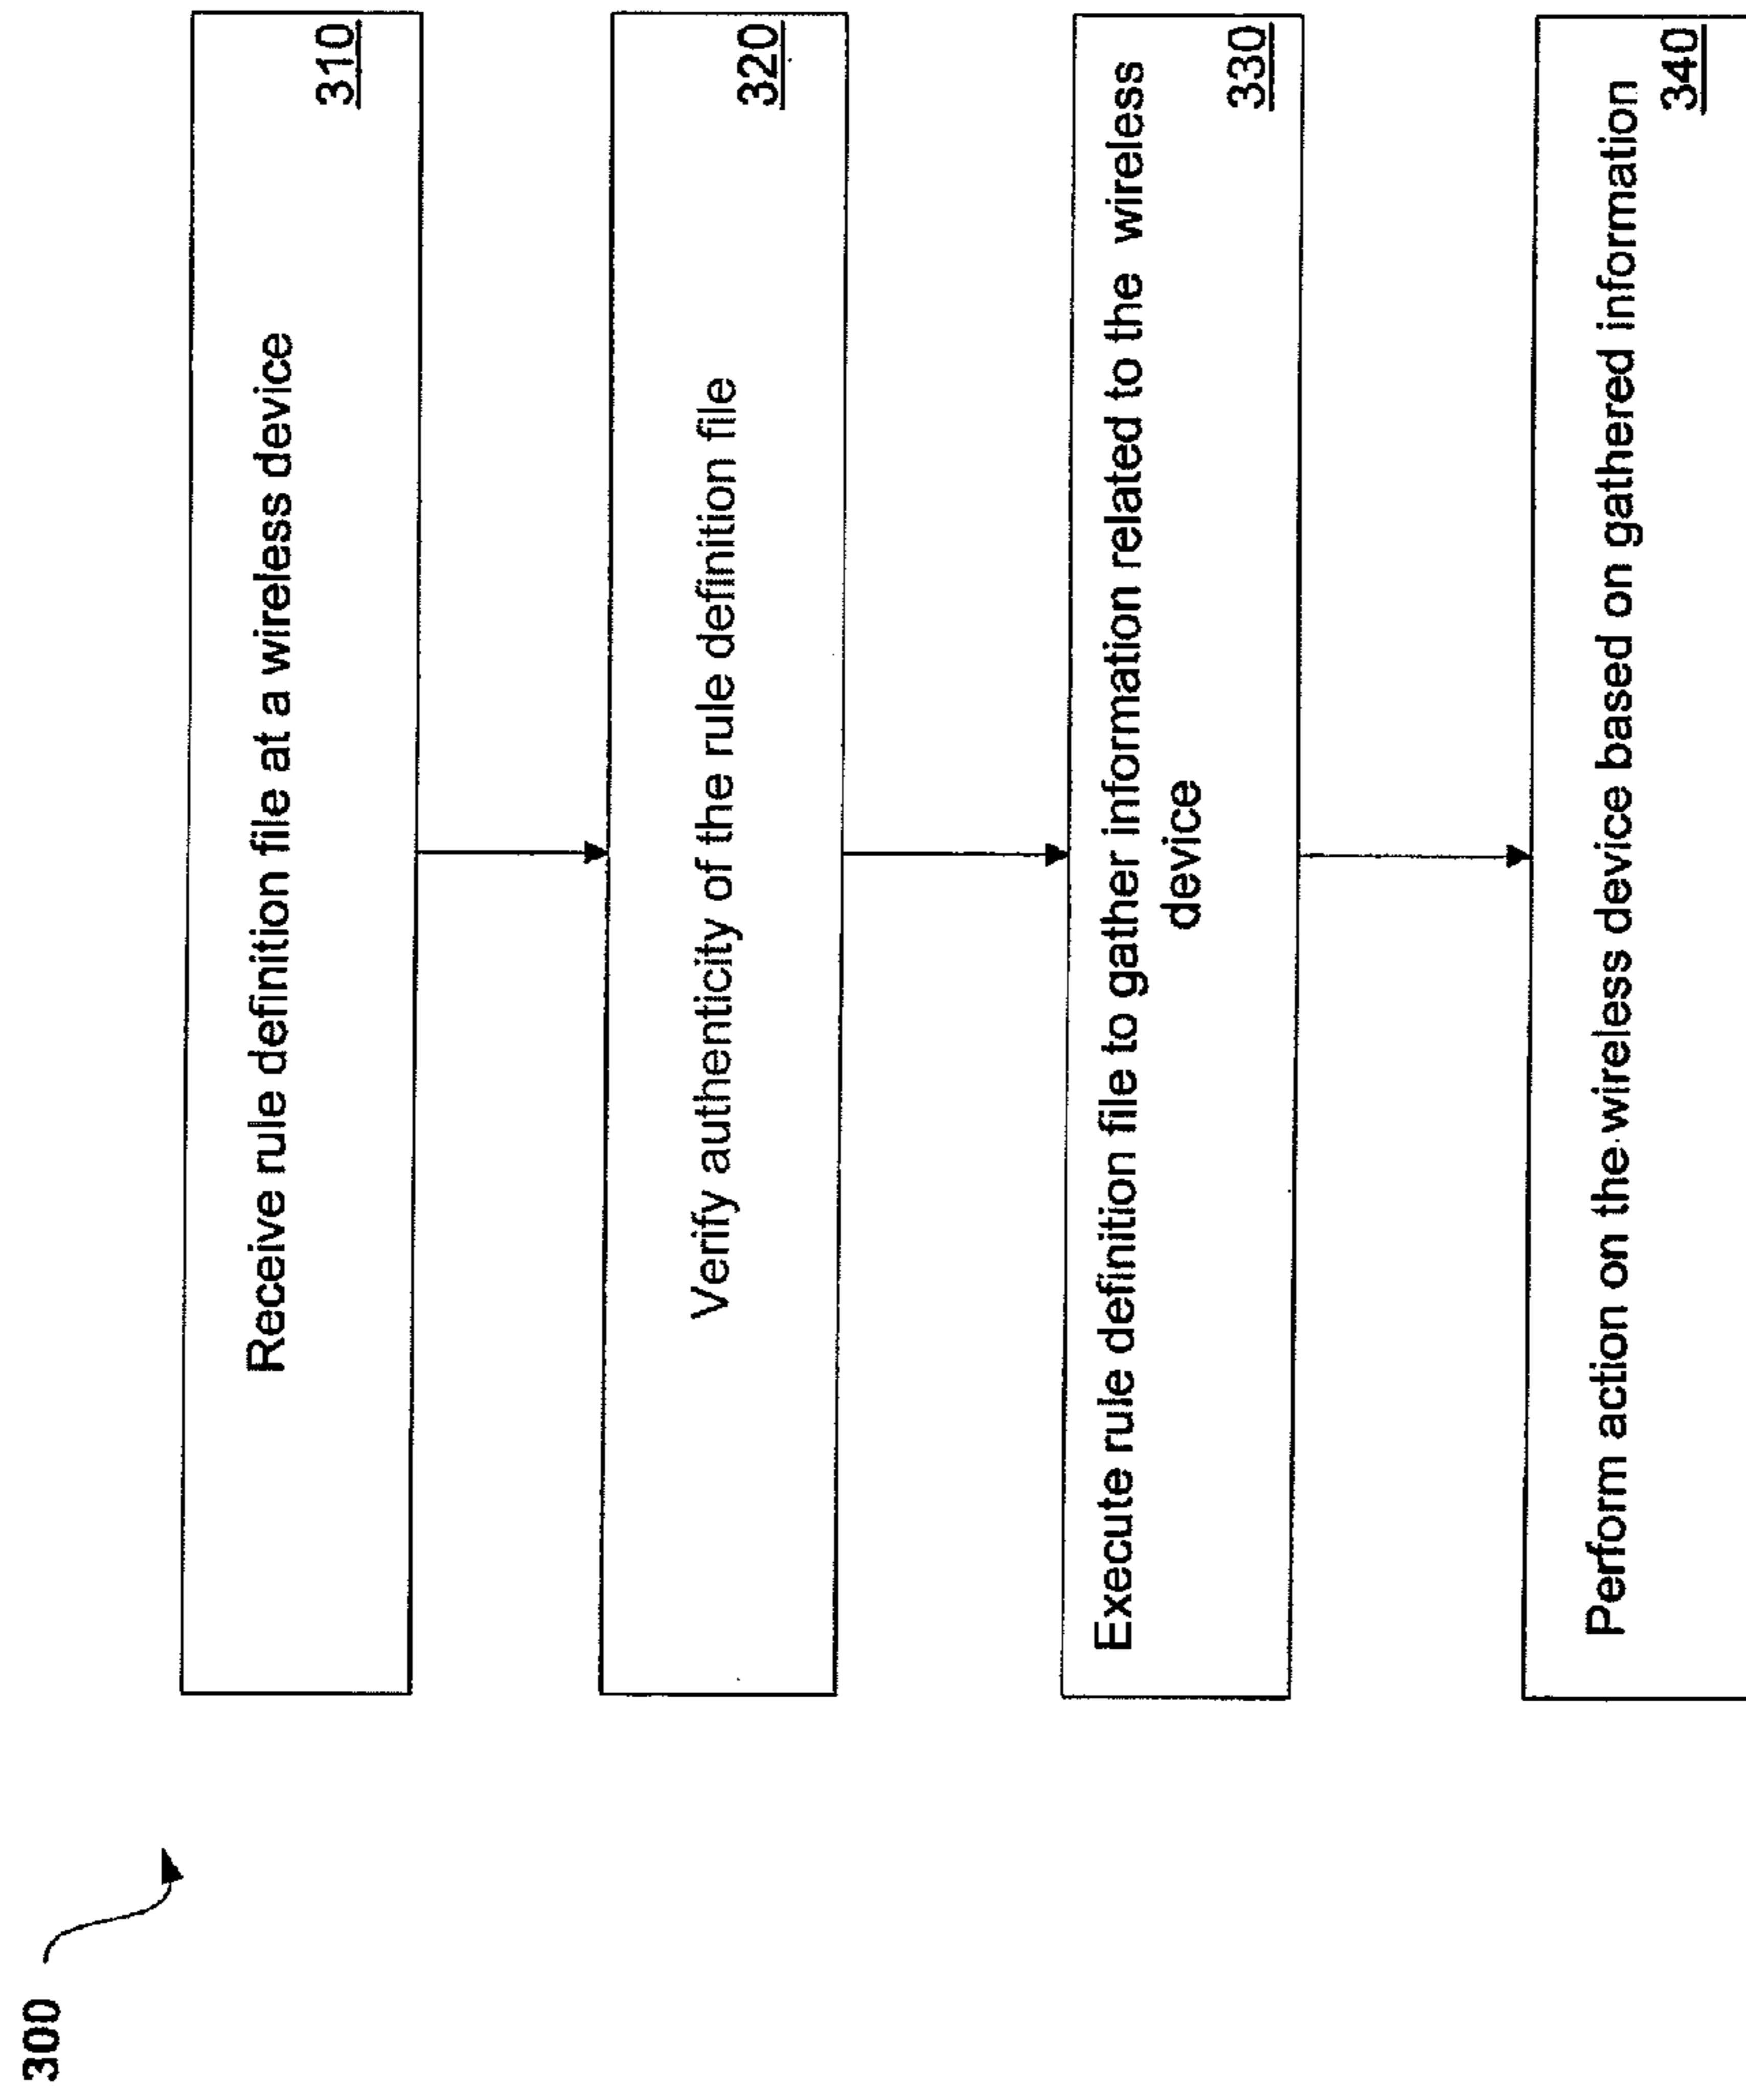 300
Receive rule definition file at a wireless device
310
Verify authenticity of the rule definition file
320
Execute rule definition file to gather information related to the wireless
device
330
Perform action on the wireless device based on gathered information
340